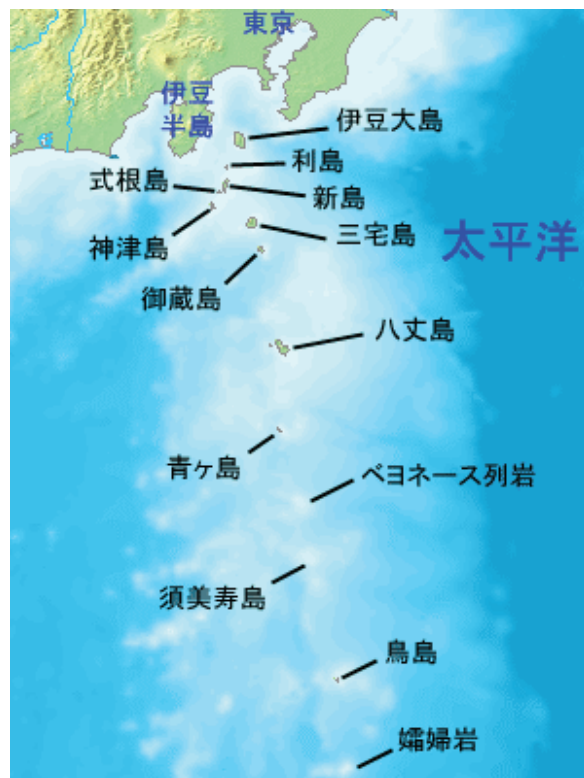 東京
伊豆
半島
伊豆大島
利島
式根島
新島
神津島
三宅島
太平洋
御蔵島
八丈島
青ヶ島
ベヨネース列岩
須美寿島
鳥島
孀婦岩